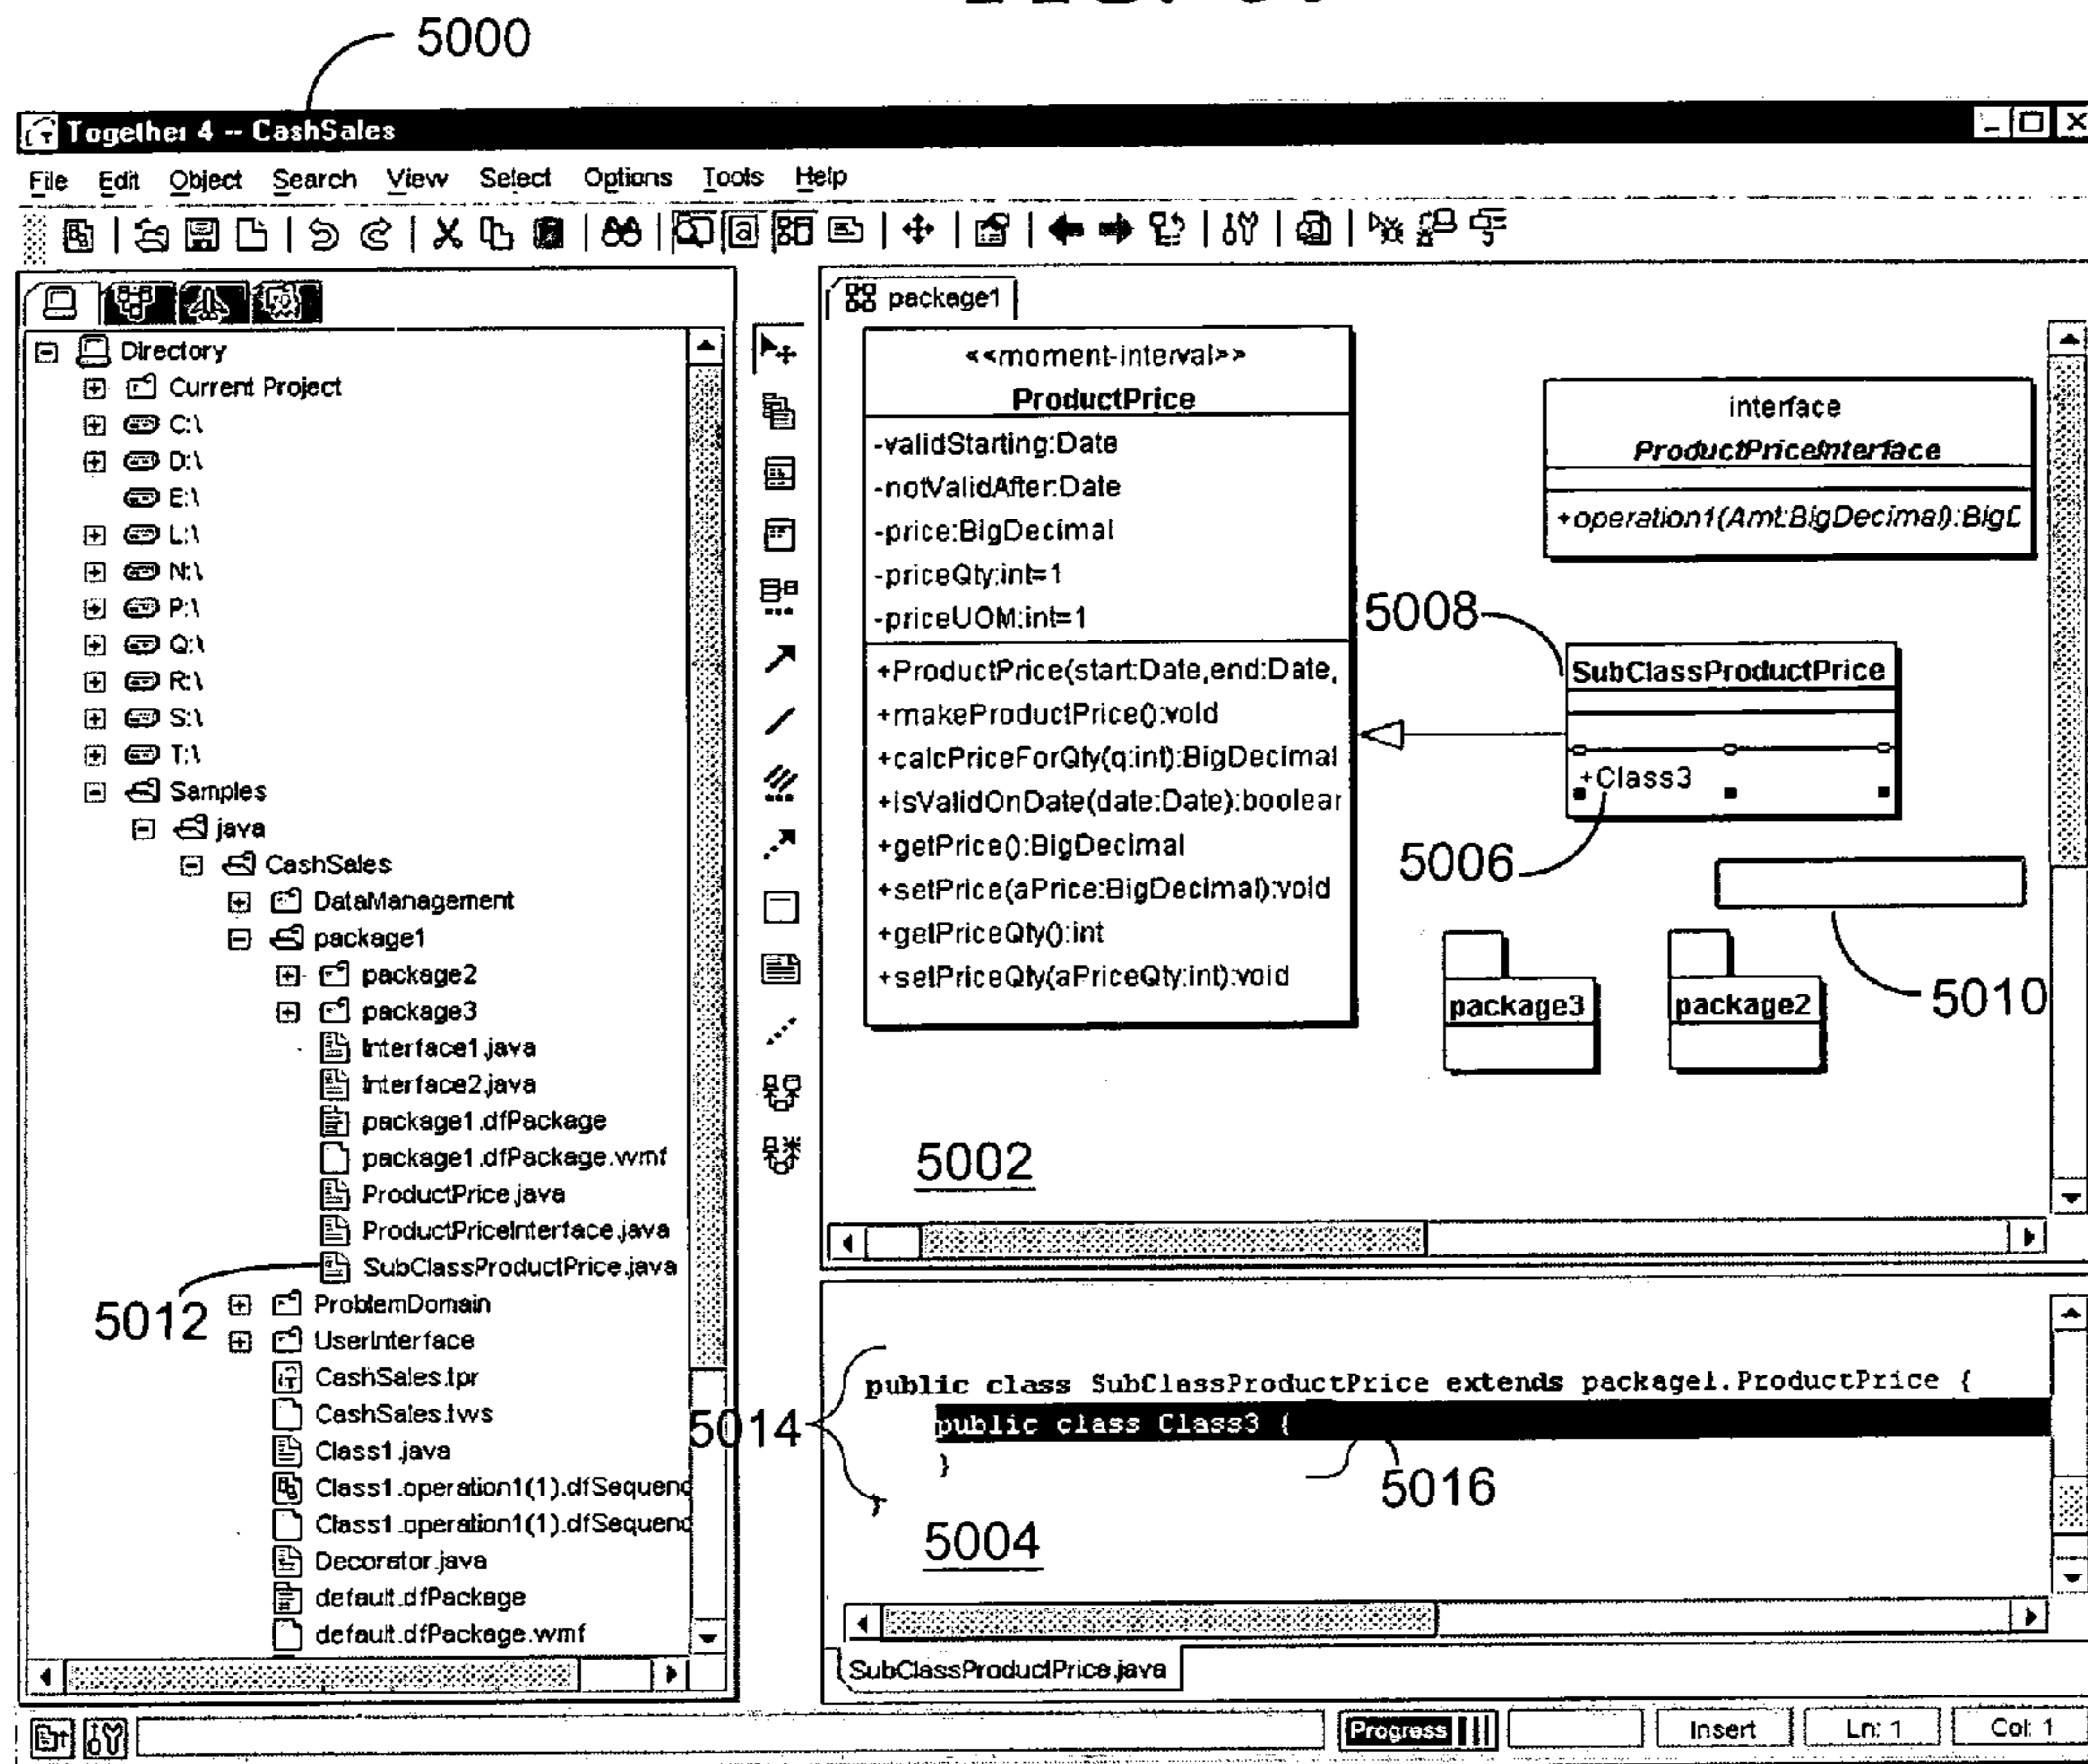 5000
Together 4 -- CashSales
File Edit Object Search View Select Options Tools Help
Directory
Current Project
C:\
D:\
E:\
L:\
N:\
P:\
Q:\
R:\
S:\
T:\
Samples
java
CashSales
DataManagement
package1
package2
package3
Interface1.java
Interface2.java
package1.dfPackage
package1.dfPackage.wmf
ProductPrice.java
ProductPriceInterface.java
SubClassProductPrice.java
5012
ProblemDomain
UserInterface
CashSales.tpr
CashSales.tws
Class1.java
Class1.operation1(1).dfSequenc
Class1.operation1(1).dfSequenc
Decorator.java
default.dfPackage
default.dfPackage.wmf
package1
<<moment-interval>>
ProductPrice
-validStarting:Date
-notValidAfter:Date
-price:BigDecimal
-priceQty:int=1
-priceUOM:int=1
+ProductPrice(start:Date,end:Date,
+makeProductPrice():void
+calcPriceForQty(q:int):BigDecimal
+isValidOnDate(date:Date):boolear
+getPrice():BigDecimal
+setPrice(aPrice:BigDecimal):void
+getPriceQty():int
+setPriceQty(aPriceQty:int):void
interface
ProductPriceInterface
+operation1(Amt:BigDecimal):BigD
5008
SubClassProductPrice
+Class3
5006
5010
package3
package2
5002
5014
public class SubClassProductPrice extends package1.ProductPrice {
public class Class3 {
}
5016
}
5004
SubClassProductPrice.java
Progress
Insert
Ln: 1
Col: 1